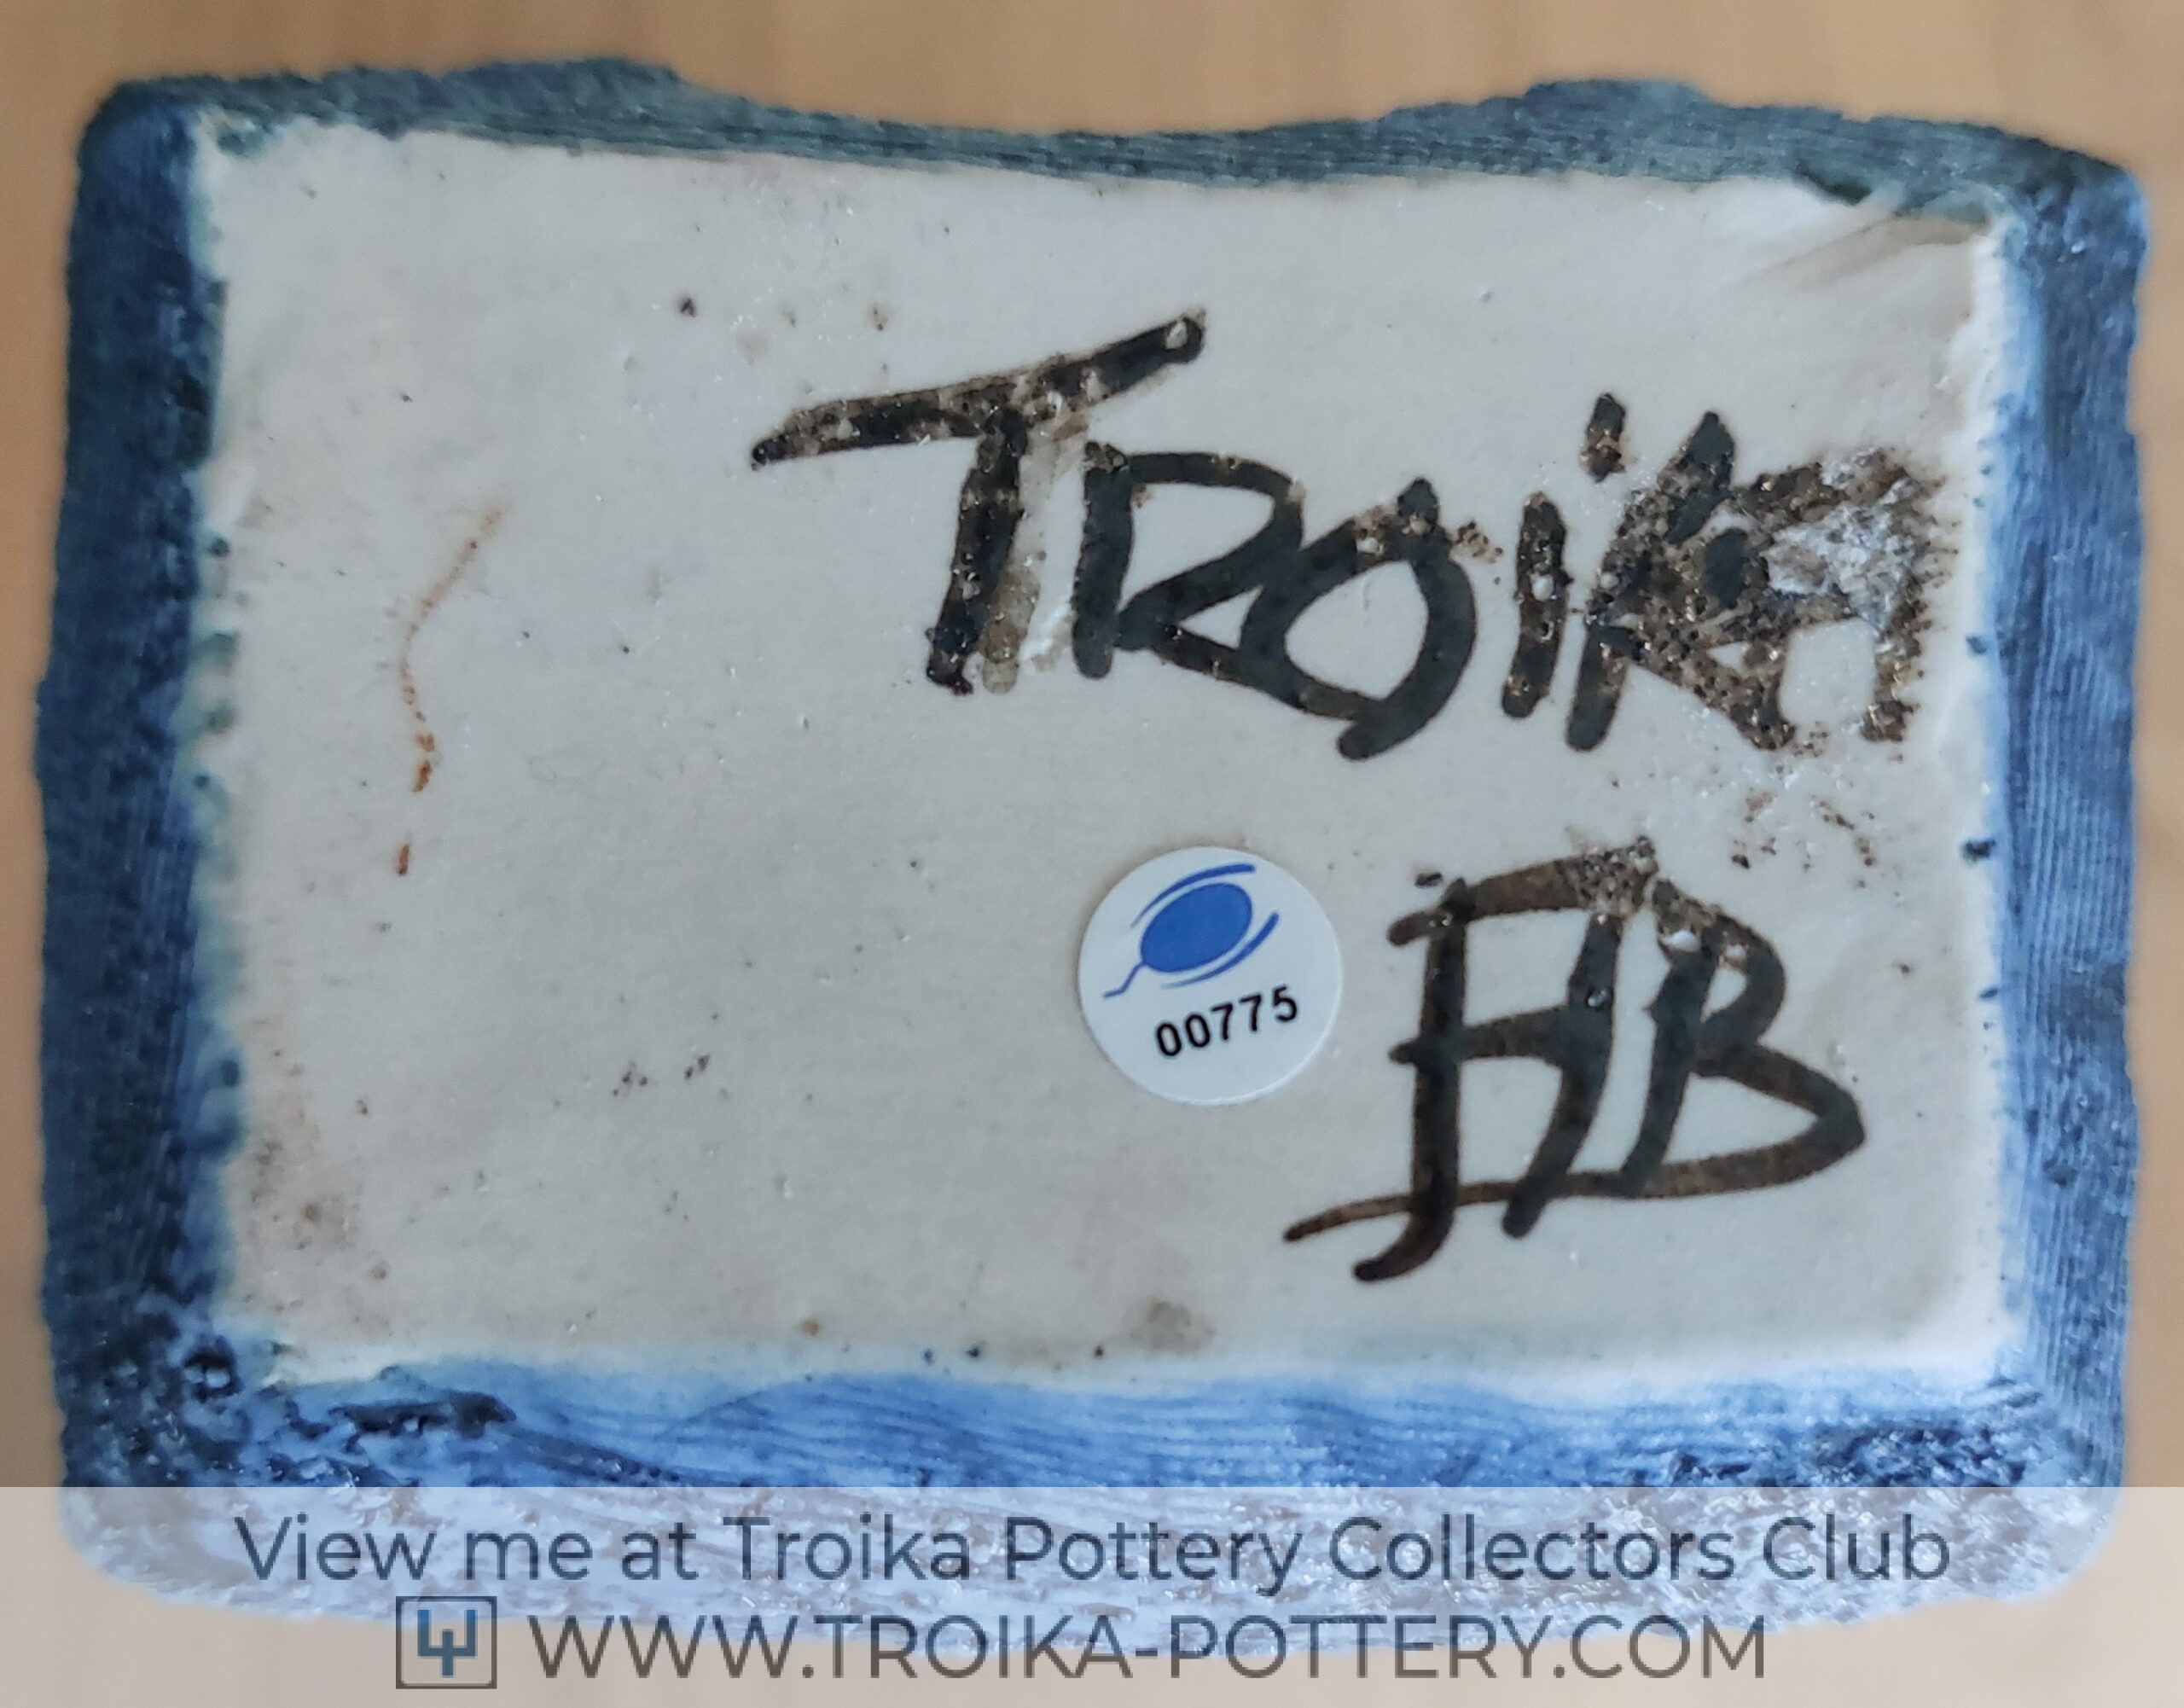 TROIKA
AB
00775
View me at Troika Pottery Collectors Club
WWW.TROIKA-POTTERY.COM